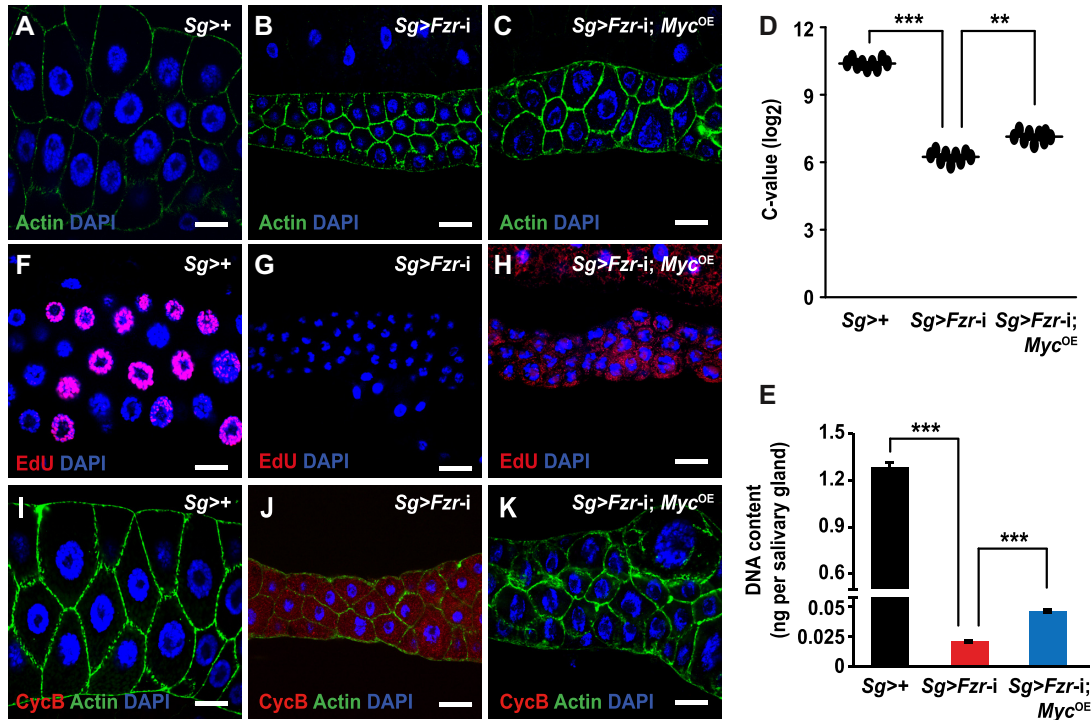 A
Sg>+
Actin DAPI
B
Sg>Fzr-i
Actin DAPI
C
Sg>Fzr-i; Myc^OE
Actin DAPI
D
***
**
C-value (log2)
12
9
6
3
0
Sg>+
Sg>Fzr-i
Sg>Fzr-i;
Myc^OE
F
Sg>+
EdU DAPI
G
Sg>Fzr-i
EdU DAPI
H
Sg>Fzr-i; Myc^OE
EdU DAPI
E
***
***
DNA content
(ng per salivary gland)
1.5
1.2
0.9
0.6
0.05
0.025
0
Sg>+
Sg>Fzr-i
Sg>Fzr-i;
Myc^OE
I
Sg>+
CycB Actin DAPI
J
Sg>Fzr-i
CycB Actin DAPI
K
Sg>Fzr-i; Myc^OE
CycB Actin DAPI